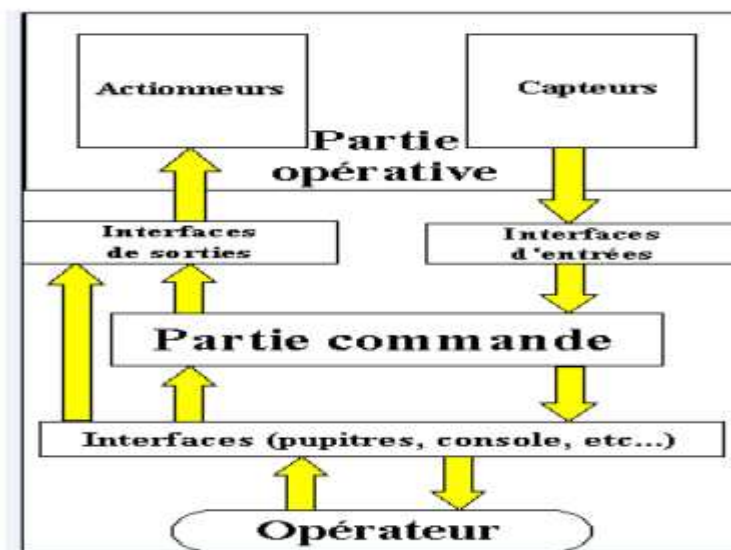 Actionneurs
Capteurs
Partie
opérative
Interfaces
de sorties
Interfaces
d'entrées
Partie commande
Interfaces (pupitres, console, etc...)
Opérateur